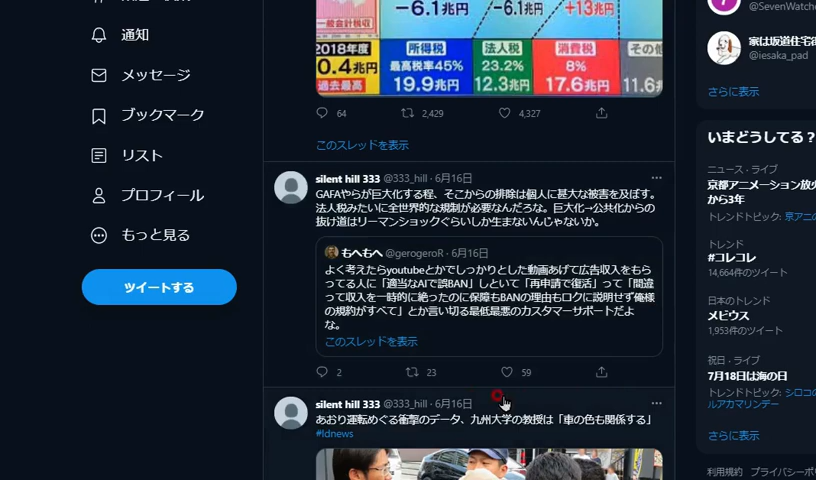 通知
メッセージ
ブックマーク
リスト
プロフィール
もっと見る
ツイートする
-6.1兆円
-6.1兆円
+13兆円
一般会計税収
2018年度
0.4兆円
過去最高
所得税
最高税率45%
19.9兆円
法人税
23.2%
12.3兆円
消費税
8%
17.6兆円
その他
11.6兆
64
2,429
4,327
このスレッドを表示
silent hill 333 @333_hill · 6月16日
GAFAやらが巨大化する程、そこからの排除は個人に甚大な被害を及ぼす。
法人税みたいに全世界的な規制が必要なんだろな。巨大化→公共化からの
抜け道はリーマンショックぐらいしか生まないんじゃないか。
もへもへ @gerogeroR · 6月16日
よく考えたらyoutubeとかでしっかりとした動画あげて広告収入をもら
ってる人に「適当なAIで誤BAN」しといて「再申請で復活」って「間違
って収入を一時的に絶ったのに保障もBANの理由もロクに説明せず俺様
の規約がすべて」とか言い切る最低最悪のカスタマーサポートだよ
な。
このスレッドを表示
2
23
59
silent hill 333 @333_hill · 6月16日
あおり運転めぐる衝撃のデータ、九州大学の教授は「車の色も関係する」
#ldnews
@SevenWatche
家は坂道住宅街
@iesaka_pad
さらに表示
いまどうしてる？
ニュース · ライブ
京都アニメーション放火
から3年
トレンドトピック: 京アニの
トレンド
#コレコレ
14,664件のツイート
日本のトレンド
メビウス
1,953件のツイート
祝日 · ライブ
7月18日は海の日
トレンドトピック: シロコの
ルアカマリンデー
さらに表示
利用規約 プライバシーポ